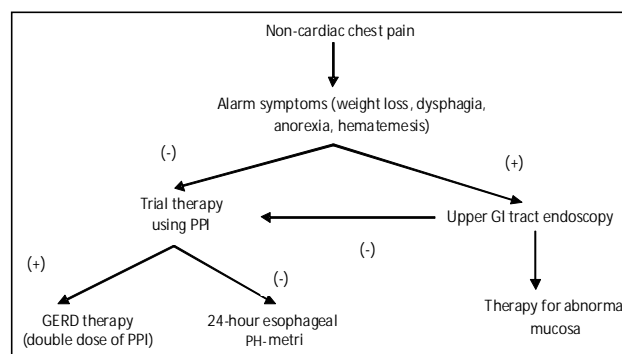 Non-cardiac chest pain
Alarm symptoms (weight loss, dysphagia,
anorexia, hematemesis)
(-)
(+)
Trial therapy
using PPI
Upper GI tract endoscopy
(-)
(+)
(-)
GERD therapy
(double dose of PPI)
24-hour esophageal
PH-metri
Therapy for abnorma
mucosa